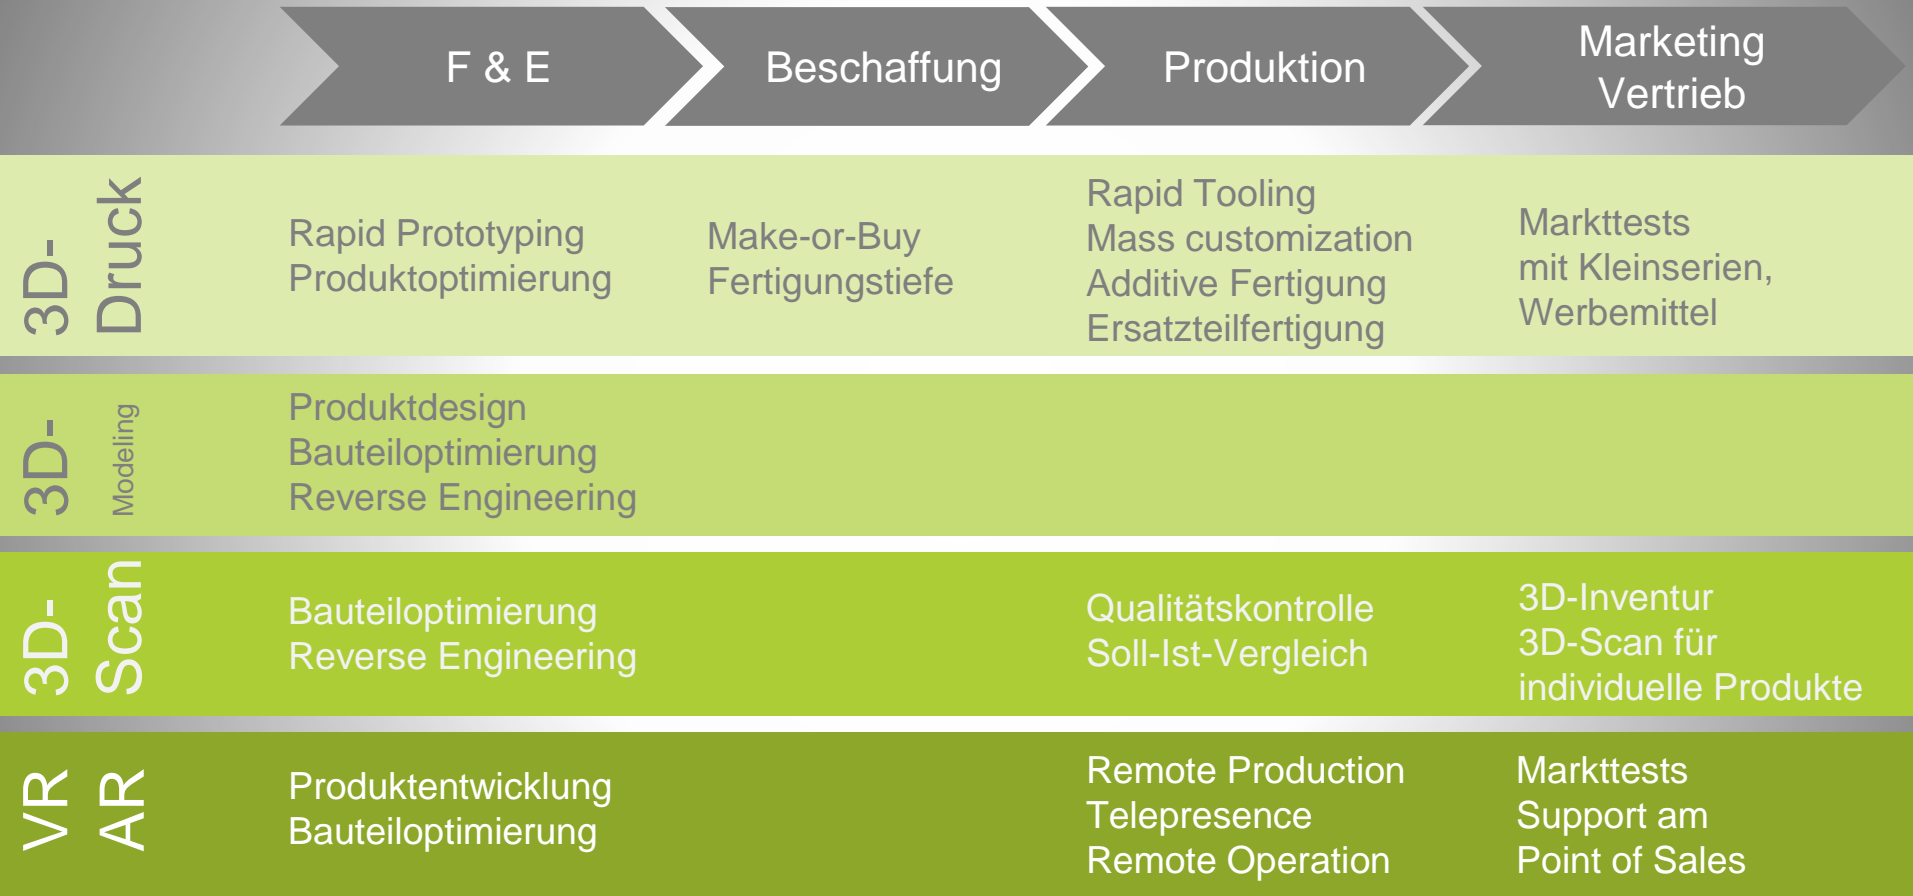 F & E
Beschaffung
Produktion
Marketing
Vertrieb
3D-
Druck
Rapid Prototyping
Produktoptimierung
Make-or-Buy
Fertigungstiefe
Rapid Tooling
Mass customization
Additive Fertigung
Ersatzteilfertigung
Markttests
mit Kleinserien,
Werbemittel
3D-
Modeling
Produktdesign
Bauteiloptimierung
Reverse Engineering
3D-
Scan
Bauteiloptimierung
Reverse Engineering
Qualitätskontrolle
Soll-Ist-Vergleich
3D-Inventur
3D-Scan für
individuelle Produkte
VR
AR
Produktentwicklung
Bauteiloptimierung
Remote Production
Telepresence
Remote Operation
Markttests
Support am
Point of Sales